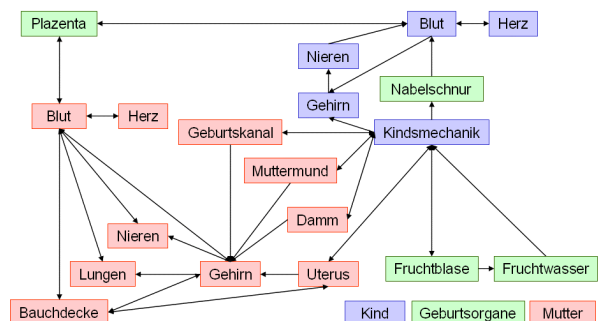 Plazenta
Blut
Herz
Nieren
Nabelschnur
Gehirn
Blut
Herz
Geburtskanal
Kindsmechanik
Muttermund
Damm
Nieren
Lungen
Gehirn
Uterus
Fruchtblase
Fruchtwasser
Bauchdecke
Kind
Geburtsorgane
Mutter